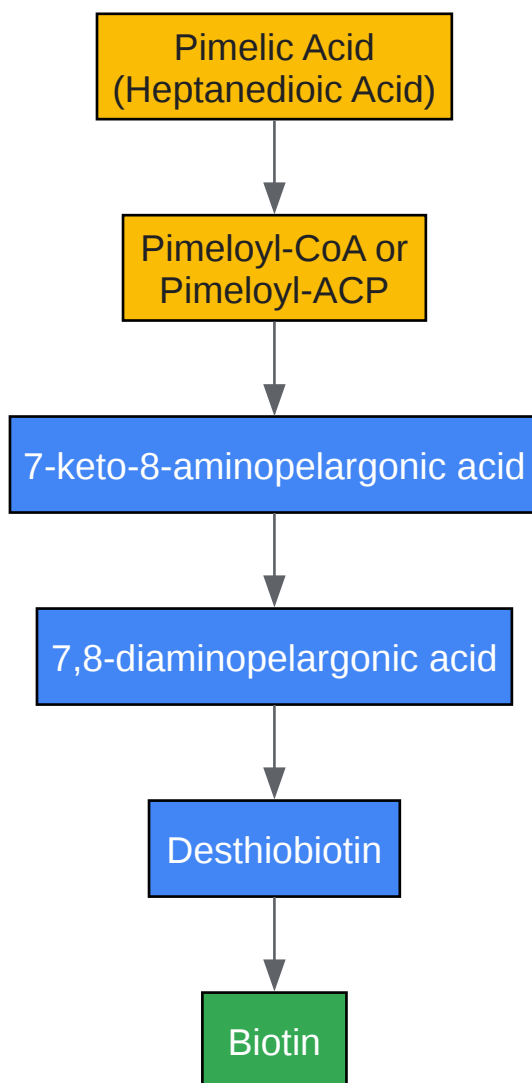 Pimelic Acid
(Heptanedioic Acid)
Pimeloyl-CoA or
Pimeloyl-ACP
7-keto-8-aminopelargonic acid
7,8-diaminopelargonic acid
Desthiobiotin
Biotin